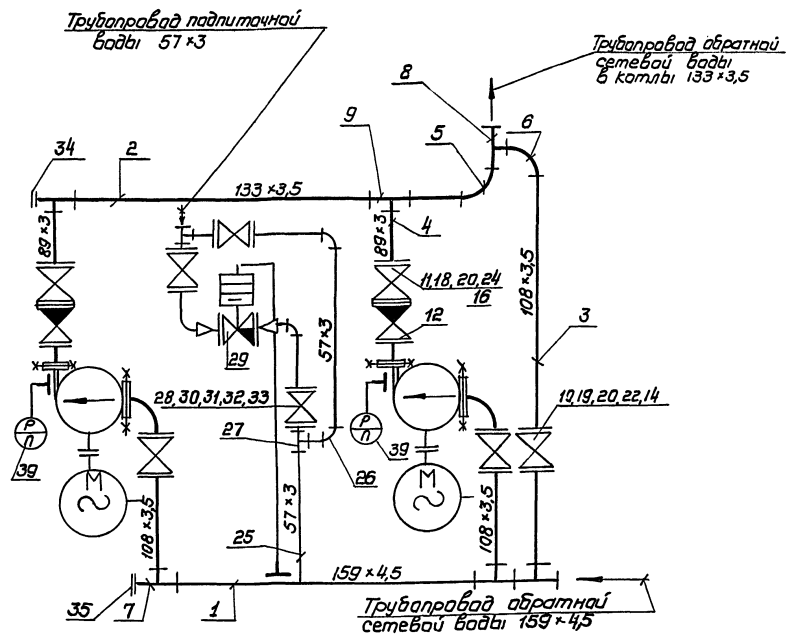 Трубопровод подпиточной
воды 57×3
Трубопровод обратной
сетевой воды
в котлы 133×3,5
8
6
9
5
34
2
133×3,5
4
89×3
89×3
11,18,20,24
16
108×3,5
12
3
57×3
29
28,30,31,32,33
10,19,20,22,14
Р
П
39
27
Р
П
39
26
М
М
57×3
25
108×3,5
108×3,5
159×4,5
35
7
1
Трубопровод обратной
сетевой воды 159×4,5